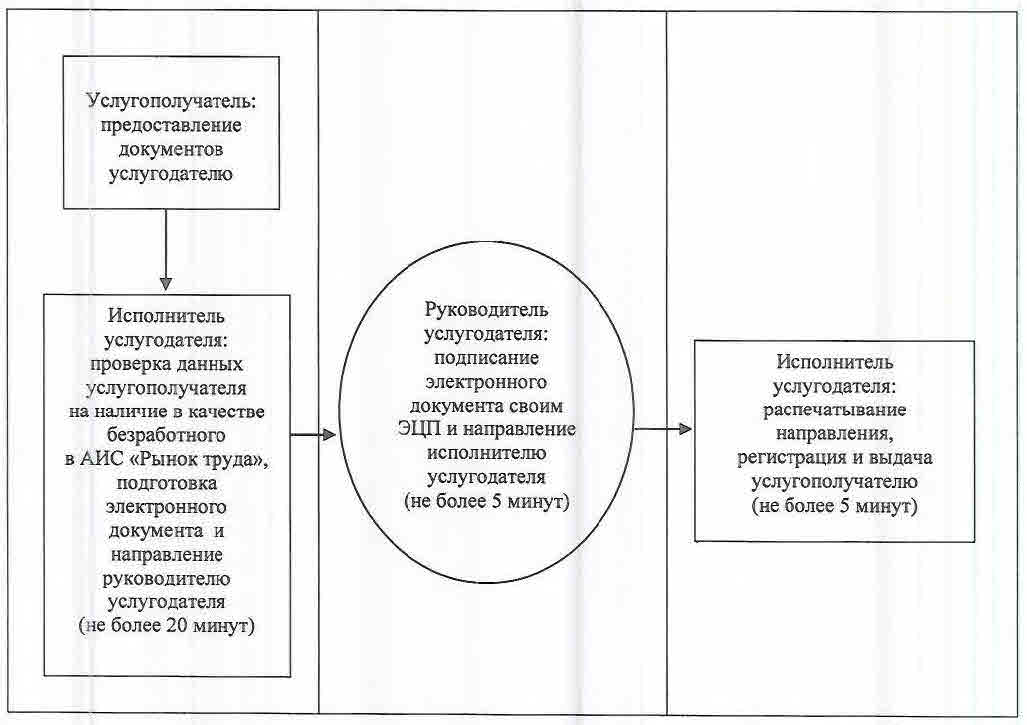 Услугополучатель:
предоставление
документов
услугодателю
Исполнитель
услугодателя:
проверка данных
услугополучателя
на наличие в качестве
безработного
в АИС «Рынок труда»,
подготовка
электронного
документа и
направление
руководителю
услугодателя
(не более 20 минут)
Руководитель
услугодателя:
подписание
электронного
документа своим
ЭЦП и направление
исполнителю
услугодателя
(не более 5 минут)
Исполнитель
услугодателя:
распечатывание
направления,
регистрация и выдача
услугополучателю
(не более 5 минут)